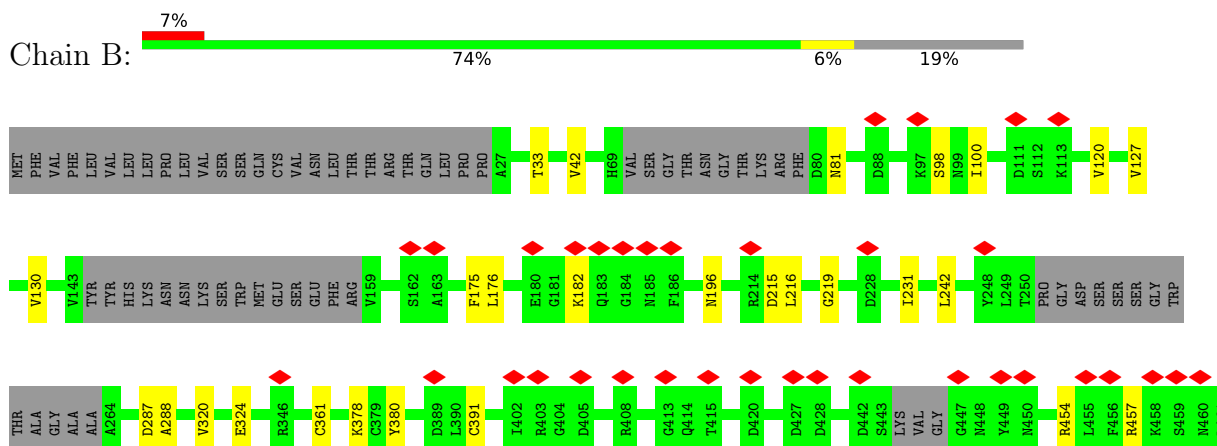 7%
Chain B:
74% 6% 19%
MET PHE VAL PHE LEU VAL LEU LEU PRO LEU VAL SER SER GLN CYS VAL ASN LEU THR THR ARG THR GLN LEU PRO PRO A27 T33 V42 H69 VAL SER GLY THR ASN GLY THR LYS ARG PHE D80 N81 D88 K97 S98 N99 I100 D111 S112 K113 V120 V127
V130 V143 TYR TYR HIS LYS ASN ASN LYS SER TRP MET GLU SER GLU PHE ARG V159 S162 A163 F175 L176 E180 G181 K182 Q183 G184 N185 F186 N196 R214 D215 L216 G219 D228 I231 L242 Y248 L249 T250 PRO GLY ASP SER SER SER GLY TRP
THR ALA GLY ALA ALA A264 D287 A288 V320 E324 R346 C361 K378 C379 Y380 D389 L390 C391 I402 R403 G404 D405 R408 G413 Q414 T415 D420 D427 D428 D442 S443 LYS VAL GLY G447 N448 Y449 N450 R454 L455 F456 R457 K458 S459 N460